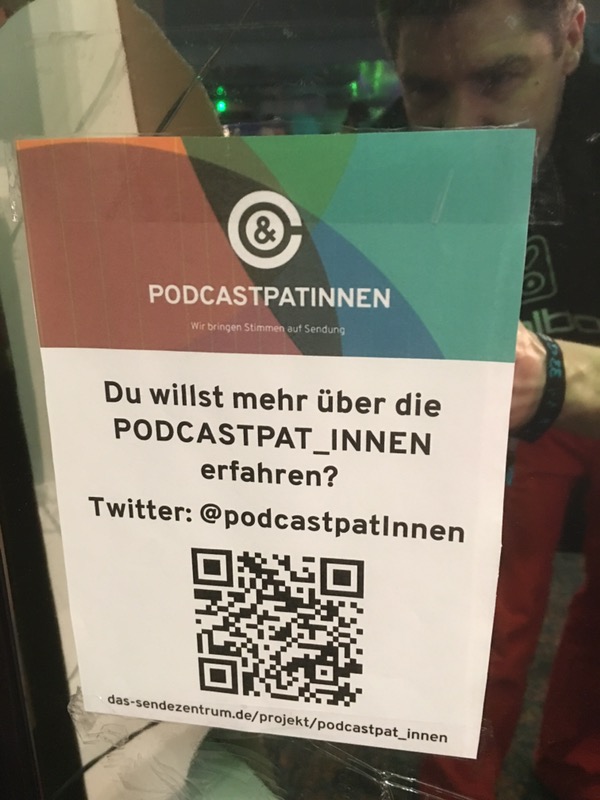 &
PODCASTPATINNEN
Wir bringen Stimmen auf Sendung
Du willst mehr über die
PODCASTPAT_INNEN
erfahren?
Twitter: @podcastpatInnen
das-sendezentrum.de/projekt/podcastpat_innen